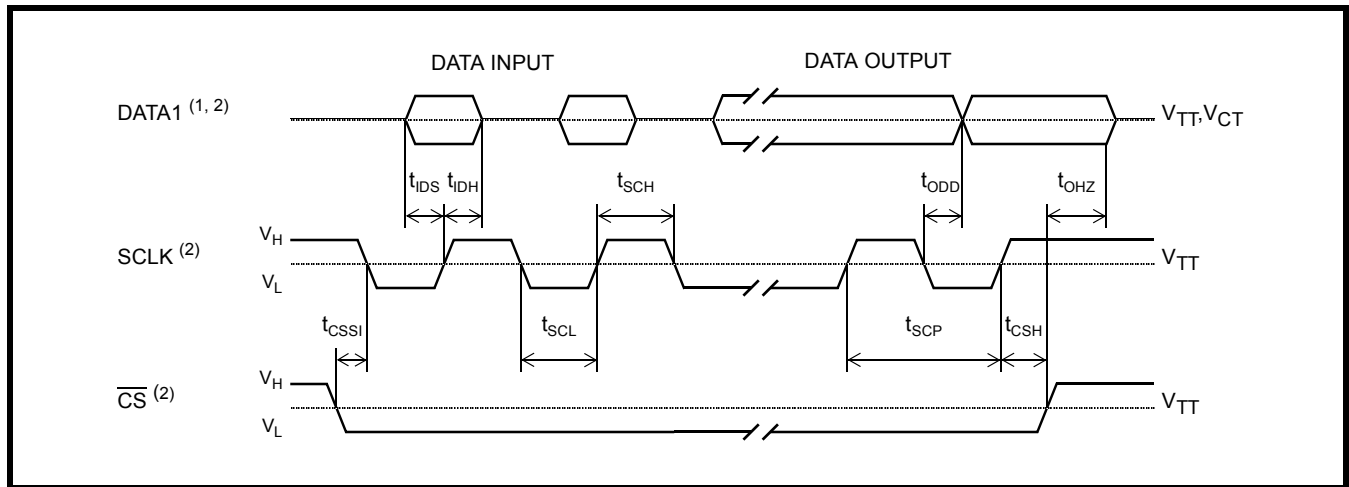 DATA INPUT DATA OUTPUT
DATA1 (1, 2) VTT,VCT
tIDS tIDH tSCH tODD tOHZ
VH
SCLK (2) VTT
VL
tCSSI tSCL tSCP tCSH
VH
CS (2) VTT
VL